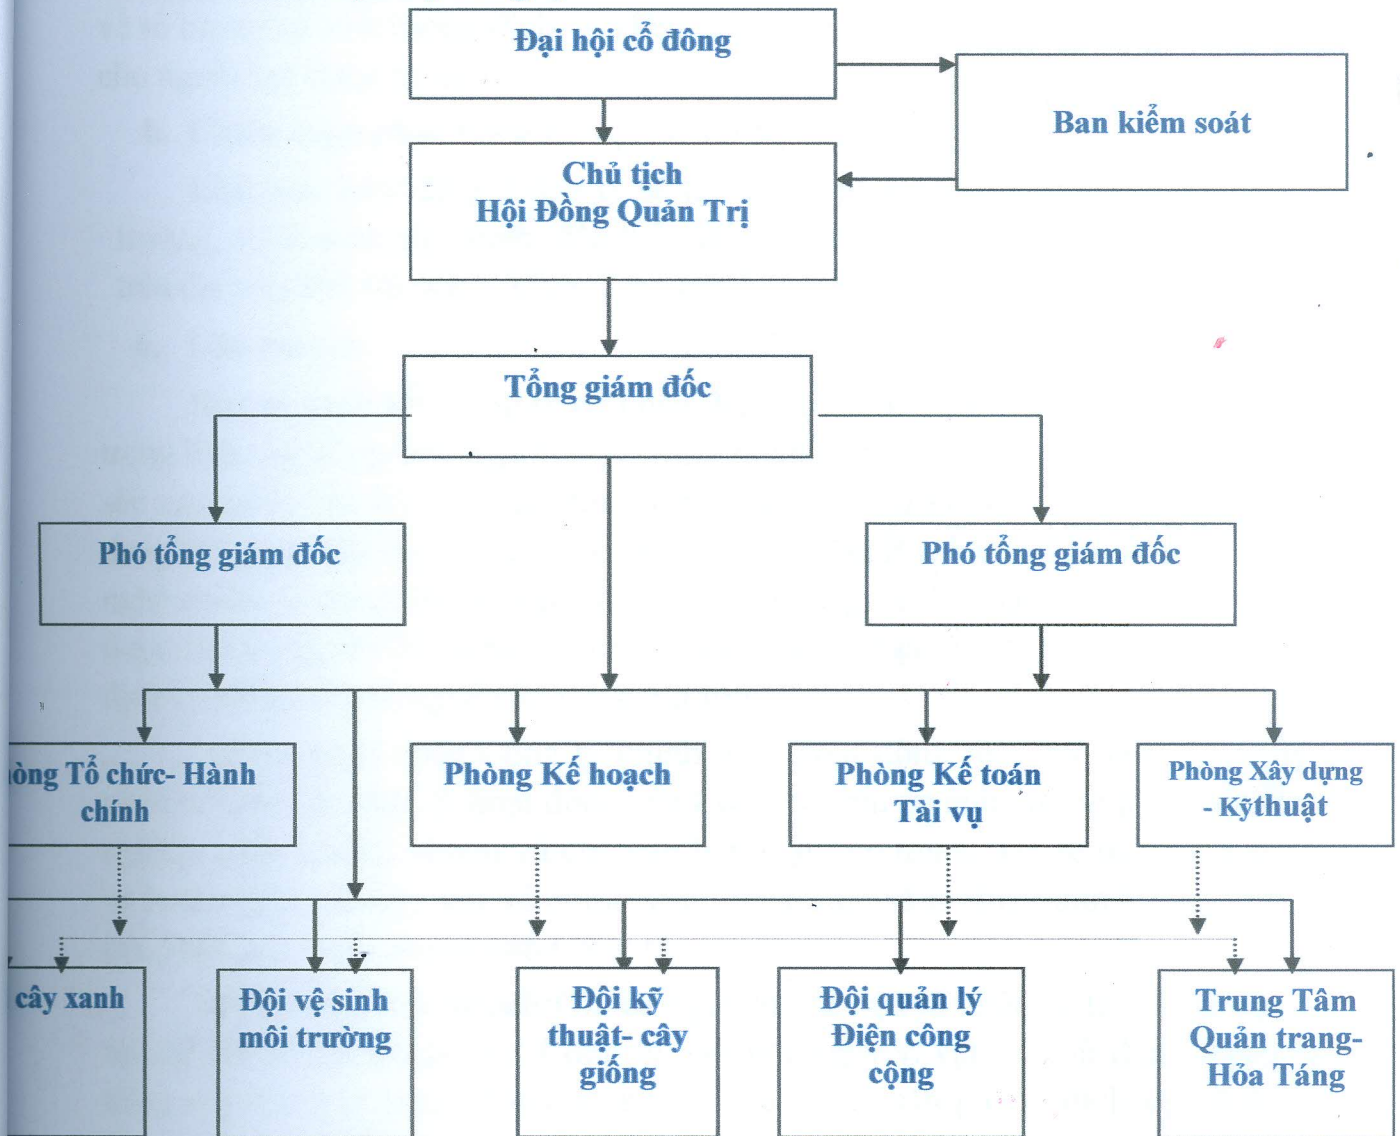 Đại hội cổ đông
Ban kiểm soát
Chủ tịch
Hội Đồng Quản Trị
Tổng giám đốc
Phó tổng giám đốc
Phó tổng giám đốc
Tổ chức- Hành
chính
Phòng Kế hoạch
Phòng Kế toán
Tài vụ
Phòng Xây dựng
- Kỹthuật
cây xanh
Đội vệ sinh
môi trường
Đội kỹ
thuật- cây
giống
Đội quản lý
Điện công
cộng
Trung Tâm
Quản trang-
Hỏa Táng